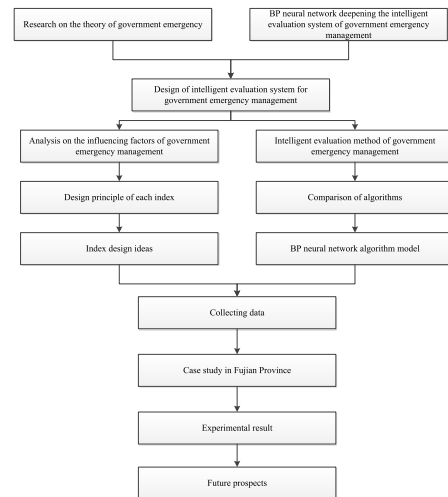 Research on the theory of government emergency
BP neural network deepening the intelligent
evaluation system of government emergency
management
Design of intelligent evaluation system for
government emergency management
Analysis on the influencing factors of government
emergency management
Intelligent evaluation method of government
emergency management
Design principle of each index
Comparison of algorithms
Index design ideas
BP neural network algorithm model
Collecting data
Case study in Fujian Province
Experimental result
Future prospects